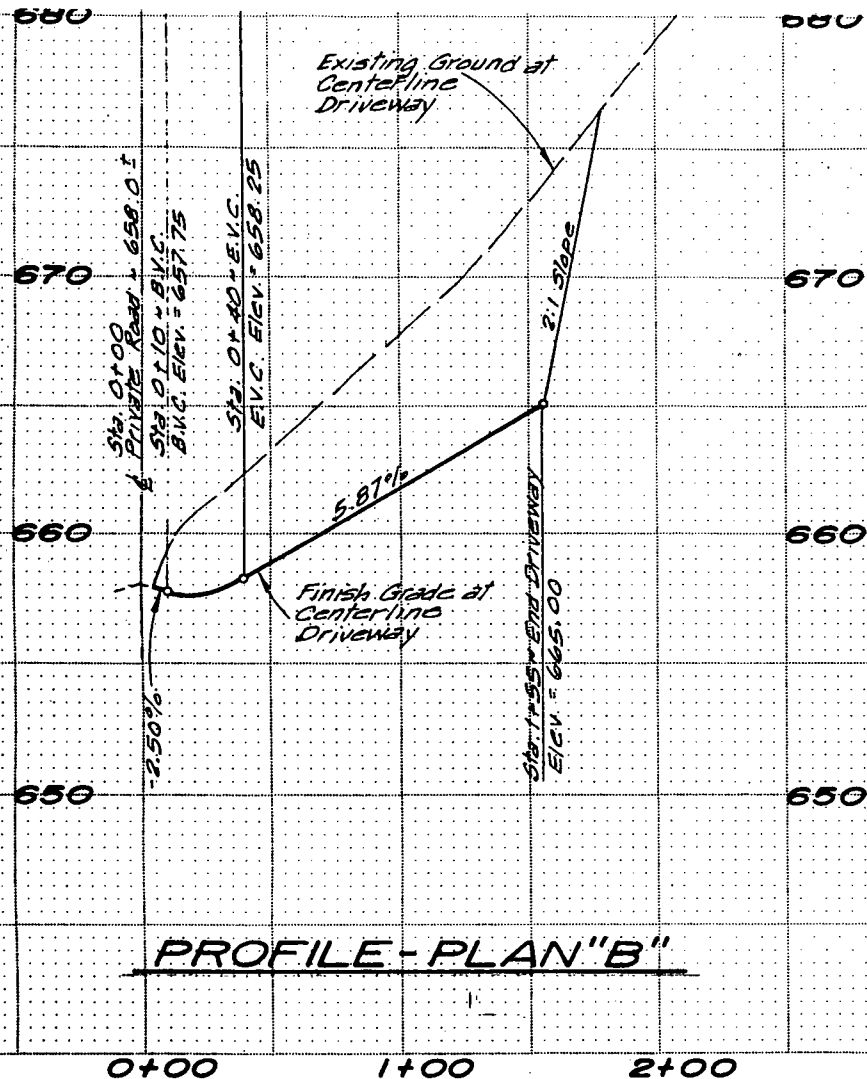 680
680
Existing Ground at
Centerline
Driveway
Sta. 0+00
Private Road ~ 658.0±
Sta. 0+10 ~ B.V.C.
B.V.C. Elev. = 657.75
Sta. 0+40 ~ E.V.C.
E.V.C. Elev. = 658.25
670
670
2:1 Slope
5.87%
660
660
Finish Grade at
Centerline
Driveway
-2.50%
Sta. 1+55 ~ End Driveway
Elev. = 665.00
650
650
PROFILE - PLAN "B"
0+00
1+00
2+00